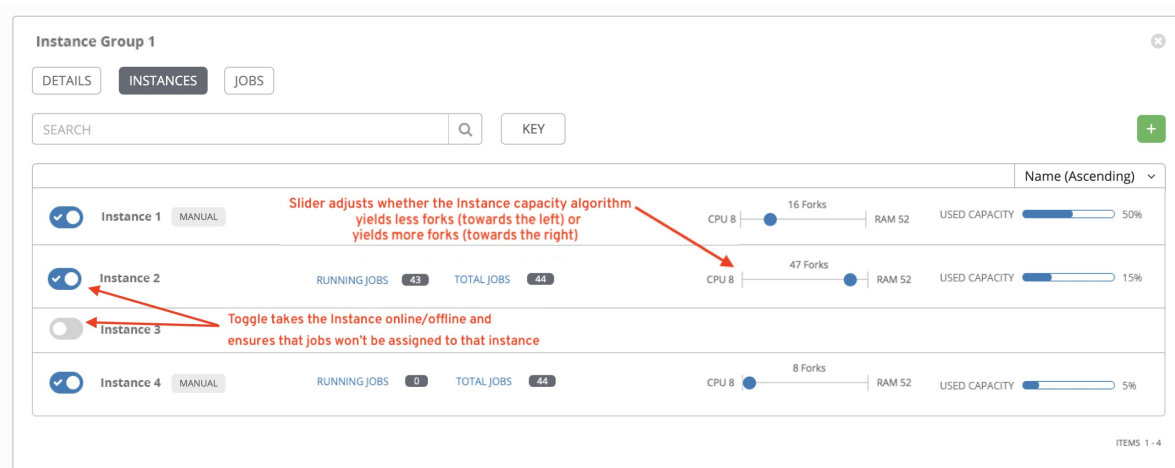 Instance Group 1
DETAILS INSTANCES JOBS
SEARCH KEY +
Name (Ascending)
Instance 1 MANUAL
Slider adjusts whether the Instance capacity algorithm
yields less forks (towards the left) or
yields more forks (towards the right)
16 Forks
CPU 8 RAM 52 USED CAPACITY 50%
Instance 2 RUNNING JOBS 43 TOTAL JOBS 44
47 Forks
CPU 8 RAM 52 USED CAPACITY 15%
Toggle takes the Instance online/offline and
Instance 3
ensures that jobs won't be assigned to that instance
Instance 4 MANUAL RUNNING JOBS 0 TOTAL JOBS 44
8 Forks
CPU 8 RAM 52 USED CAPACITY 5%
ITEMS 1 - 4